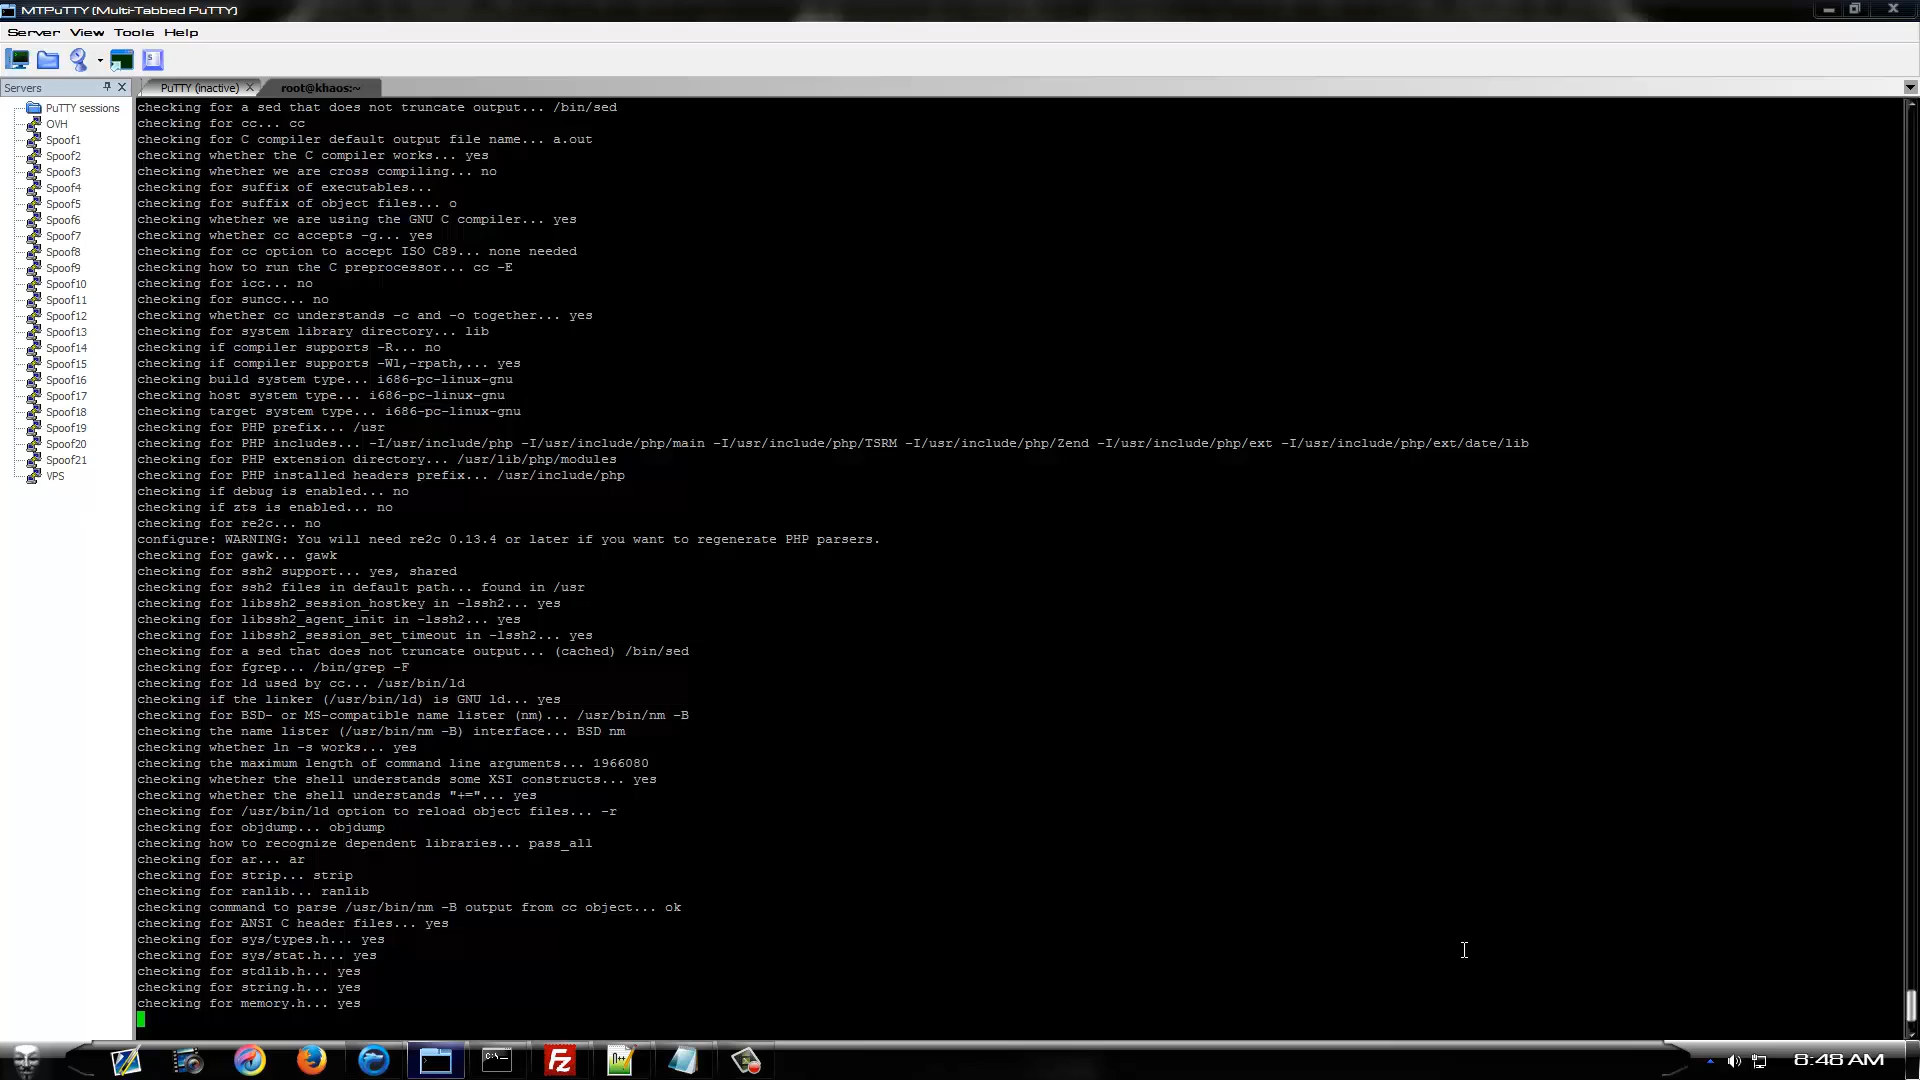 MTPuTTY (Multi-Tabbed PuTTY)
Server View Tools Help
Servers
PuTTY (inactive)
root@khaos:~
PuTTY sessions
OVH
Spoof1
Spoof2
Spoof3
Spoof4
Spoof5
Spoof6
Spoof7
Spoof8
Spoof9
Spoof10
Spoof11
Spoof12
Spoof13
Spoof14
Spoof15
Spoof16
Spoof17
Spoof18
Spoof19
Spoof20
Spoof21
VPS
checking for a sed that does not truncate output... /bin/sed
checking for cc... cc
checking for C compiler default output file name... a.out
checking whether the C compiler works... yes
checking whether we are cross compiling... no
checking for suffix of executables...
checking for suffix of object files... o
checking whether we are using the GNU C compiler... yes
checking whether cc accepts -g... yes
checking for cc option to accept ISO C89... none needed
checking how to run the C preprocessor... cc -E
checking for icc... no
checking for suncc... no
checking whether cc understands -c and -o together... yes
checking for system library directory... lib
checking if compiler supports -R... no
checking if compiler supports -Wl,-rpath,... yes
checking build system type... i686-pc-linux-gnu
checking host system type... i686-pc-linux-gnu
checking target system type... i686-pc-linux-gnu
checking for PHP prefix... /usr
checking for PHP includes... -I/usr/include/php -I/usr/include/php/main -I/usr/include/php/TSRM -I/usr/include/php/Zend -I/usr/include/php/ext -I/usr/include/php/ext/date/lib
checking for PHP extension directory... /usr/lib/php/modules
checking for PHP installed headers prefix... /usr/include/php
checking if debug is enabled... no
checking if zts is enabled... no
checking for re2c... no
configure: WARNING: You will need re2c 0.13.4 or later if you want to regenerate PHP parsers.
checking for gawk... gawk
checking for ssh2 support... yes, shared
checking for ssh2 files in default path... found in /usr
checking for libssh2_session_hostkey in -lssh2... yes
checking for libssh2_agent_init in -lssh2... yes
checking for libssh2_session_set_timeout in -lssh2... yes
checking for a sed that does not truncate output... (cached) /bin/sed
checking for fgrep... /bin/grep -F
checking for ld used by cc... /usr/bin/ld
checking if the linker (/usr/bin/ld) is GNU ld... yes
checking for BSD- or MS-compatible name lister (nm)... /usr/bin/nm -B
checking the name lister (/usr/bin/nm -B) interface... BSD nm
checking whether ln -s works... yes
checking the maximum length of command line arguments... 1966080
checking whether the shell understands some XSI constructs... yes
checking whether the shell understands "+="... yes
checking for /usr/bin/ld option to reload object files... -r
checking for objdump... objdump
checking how to recognize dependent libraries... pass_all
checking for ar... ar
checking for strip... strip
checking for ranlib... ranlib
checking command to parse /usr/bin/nm -B output from cc object... ok
checking for ANSI C header files... yes
checking for sys/types.h... yes
checking for sys/stat.h... yes
checking for stdlib.h... yes
checking for string.h... yes
checking for memory.h... yes
8:48 AM